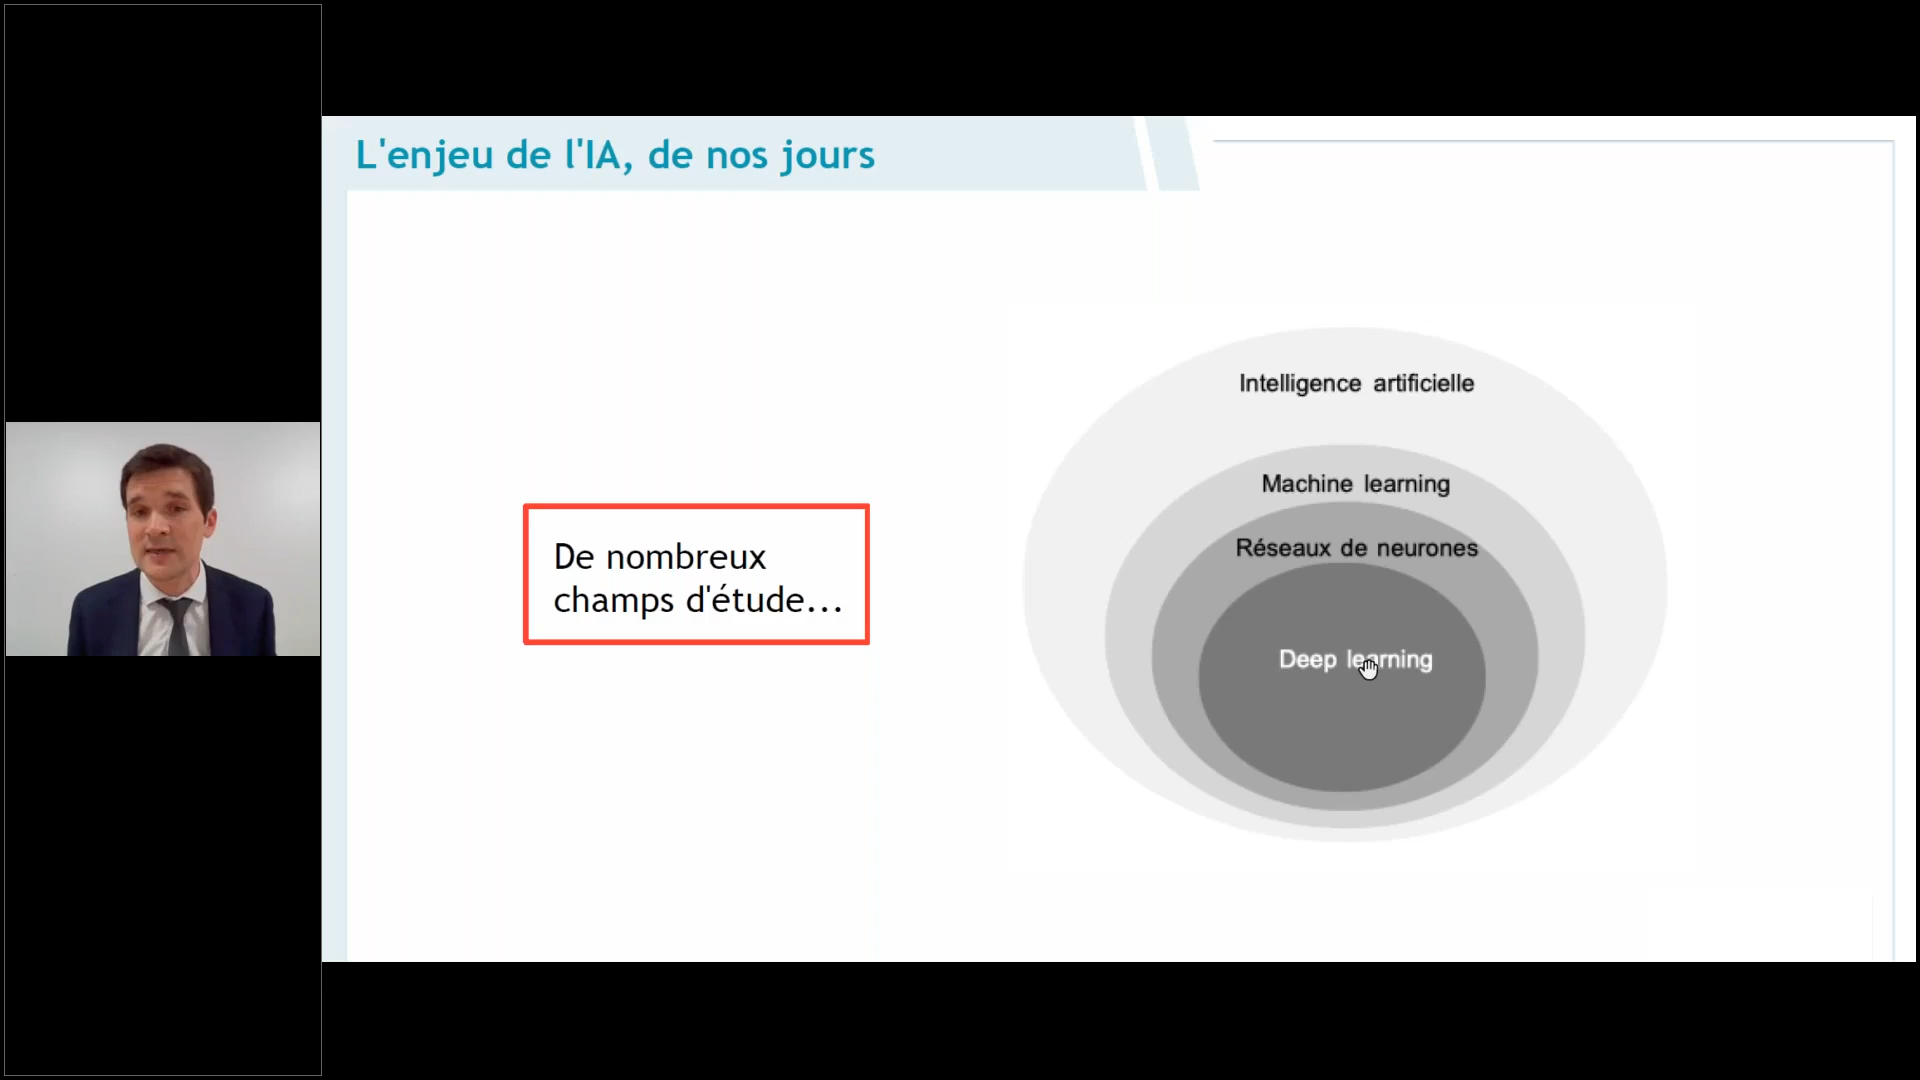 L'enjeu de l'IA, de nos jours
De nombreux
champs d'étude...
Intelligence artificielle
Machine learning
Réseaux de neurones
Deep learning